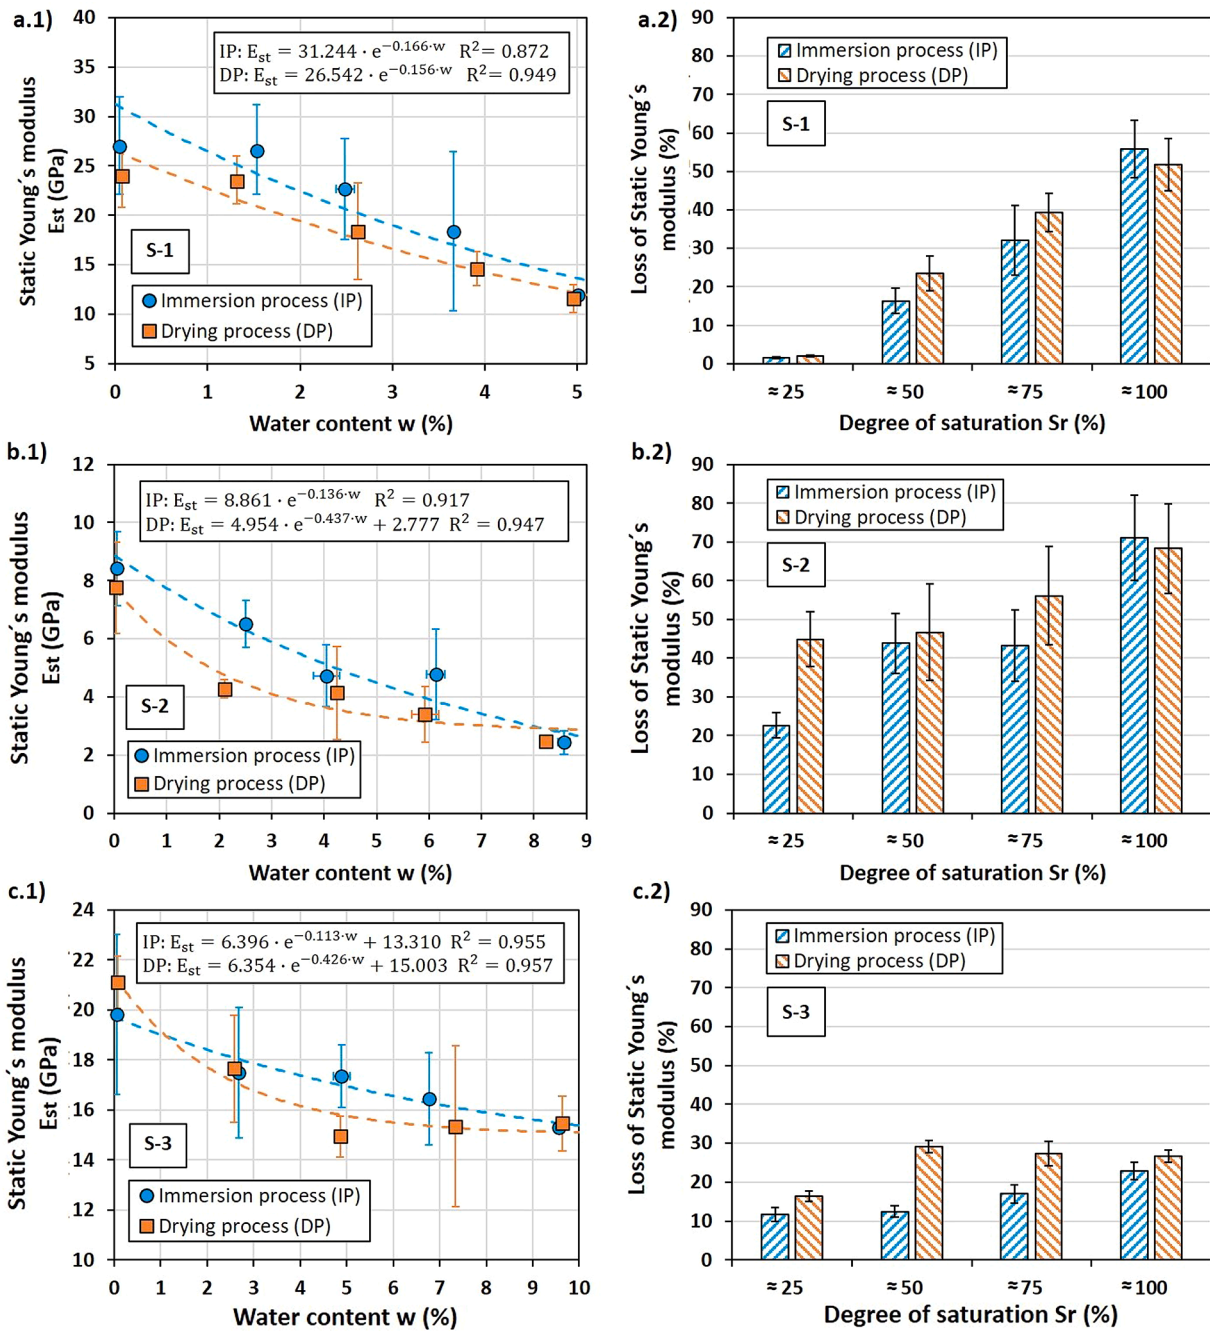 a.1)
40
35
30
25
20
15
10
5
Static Young´s modulus
Est (GPa)
IP: Est = 31.244 · e−0.166·w R2= 0.872
DP: Est = 26.542 · e−0.156·w R2= 0.949
S-1
Immersion process (IP)
Drying process (DP)
0 1 2 3 4 5
Water content w (%)
a.2)
90
80
70
60
50
40
30
20
10
0
Loss of Static Young´s
modulus (%)
Immersion process (IP)
Drying process (DP)
S-1
≈25 ≈50 ≈75 ≈100
Degree of saturation Sr (%)
b.1)
12
10
8
6
4
2
0
Static Young´s modulus
Est (GPa)
IP: Est = 8.861 · e−0.136·w R2 = 0.917
DP: Est = 4.954 · e−0.437·w + 2.777 R2 = 0.947
S-2
Immersion process (IP)
Drying process (DP)
0 1 2 3 4 5 6 7 8 9
Water content w (%)
b.2)
90
80
70
60
50
40
30
20
10
0
Loss of Static Young´s
modulus (%)
Immersion process (IP)
Drying process (DP)
S-2
≈25 ≈50 ≈75 ≈100
Degree of saturation Sr (%)
c.1)
24
22
20
18
16
14
12
10
Static Young´s modulus
Est (GPa)
IP: Est = 6.396 · e−0.113·w + 13.310 R2 = 0.955
DP: Est = 6.354 · e−0.426·w + 15.003 R2 = 0.957
S-3
Immersion process (IP)
Drying process (DP)
0 1 2 3 4 5 6 7 8 9 10
Water content w (%)
c.2)
90
80
70
60
50
40
30
20
10
0
Loss of Static Young´s
modulus (%)
Immersion process (IP)
Drying process (DP)
S-3
≈25 ≈50 ≈75 ≈100
Degree of saturation Sr (%)